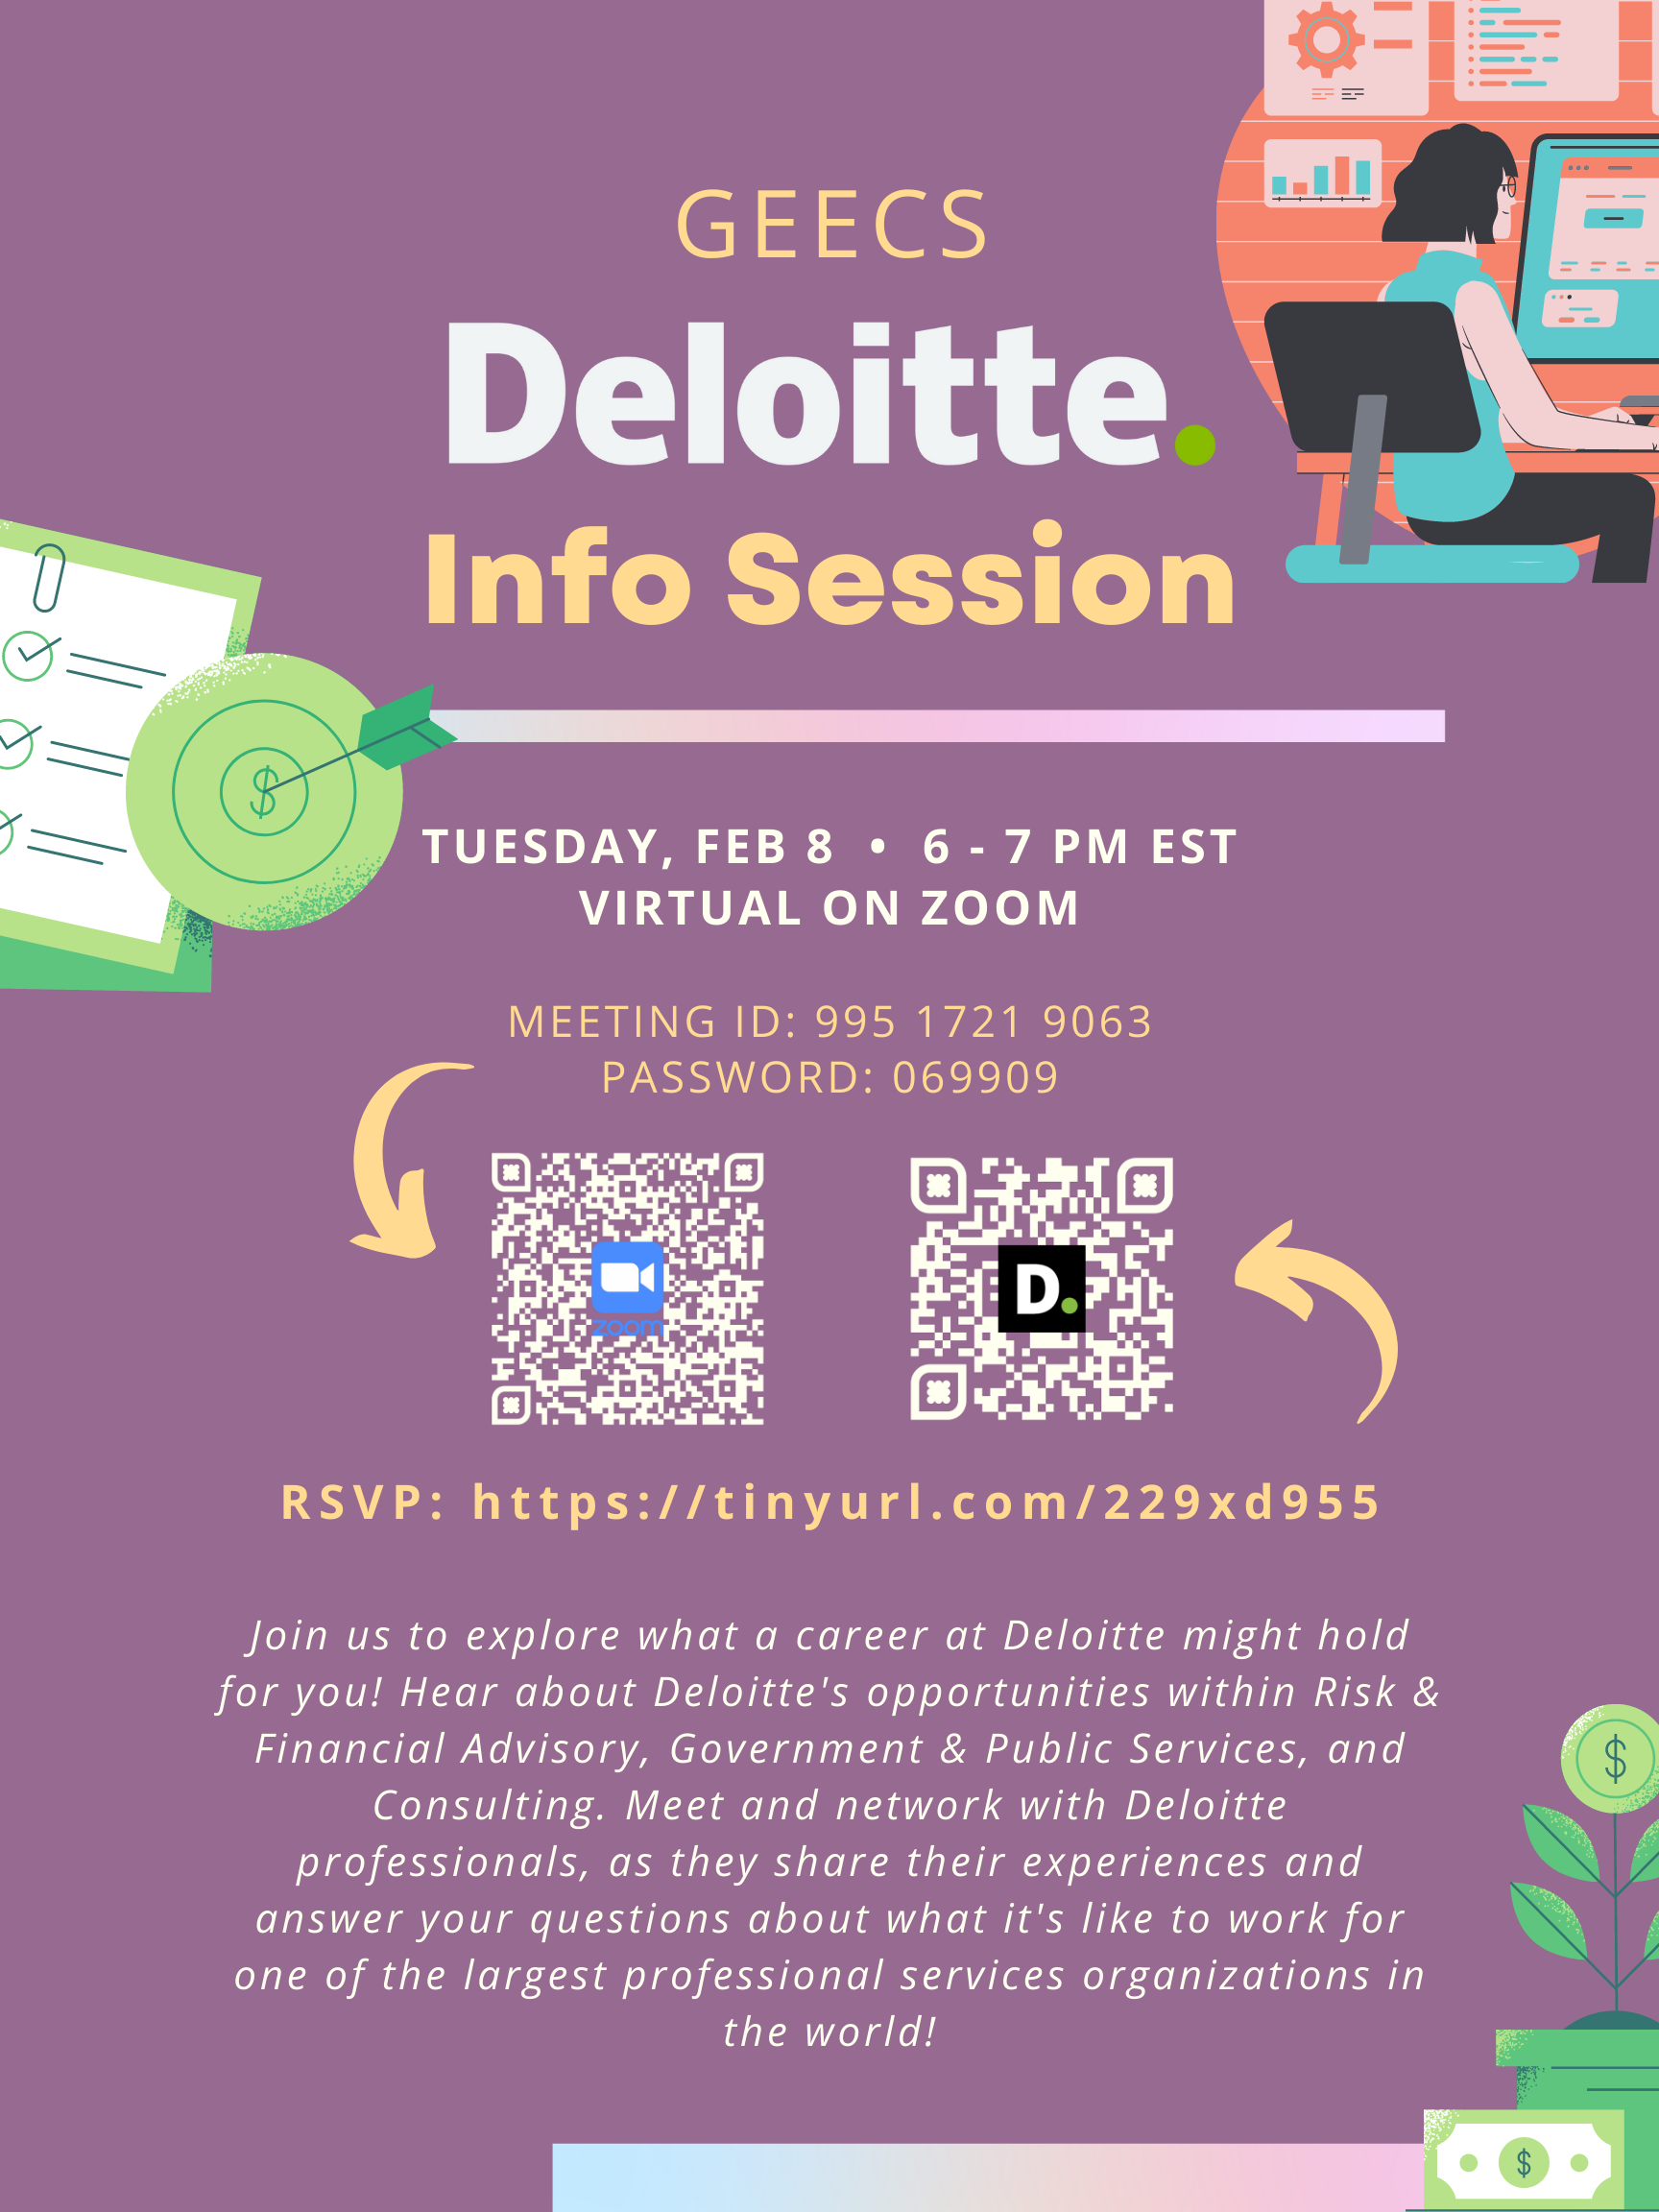 GEECS
Deloitte.
Info Session
TUESDAY, FEB 8 • 6 - 7 PM EST
VIRTUAL ON ZOOM
MEETING ID: 995 1721 9063
PASSWORD: 069909
zoom
D.
RSVP: https://tinyurl.com/229xd955
Join us to explore what a career at Deloitte might hold
for you! Hear about Deloitte's opportunities within Risk &
Financial Advisory, Government & Public Services, and
Consulting. Meet and network with Deloitte
professionals, as they share their experiences and
answer your questions about what it's like to work for
one of the largest professional services organizations in
the world!
$
$
$